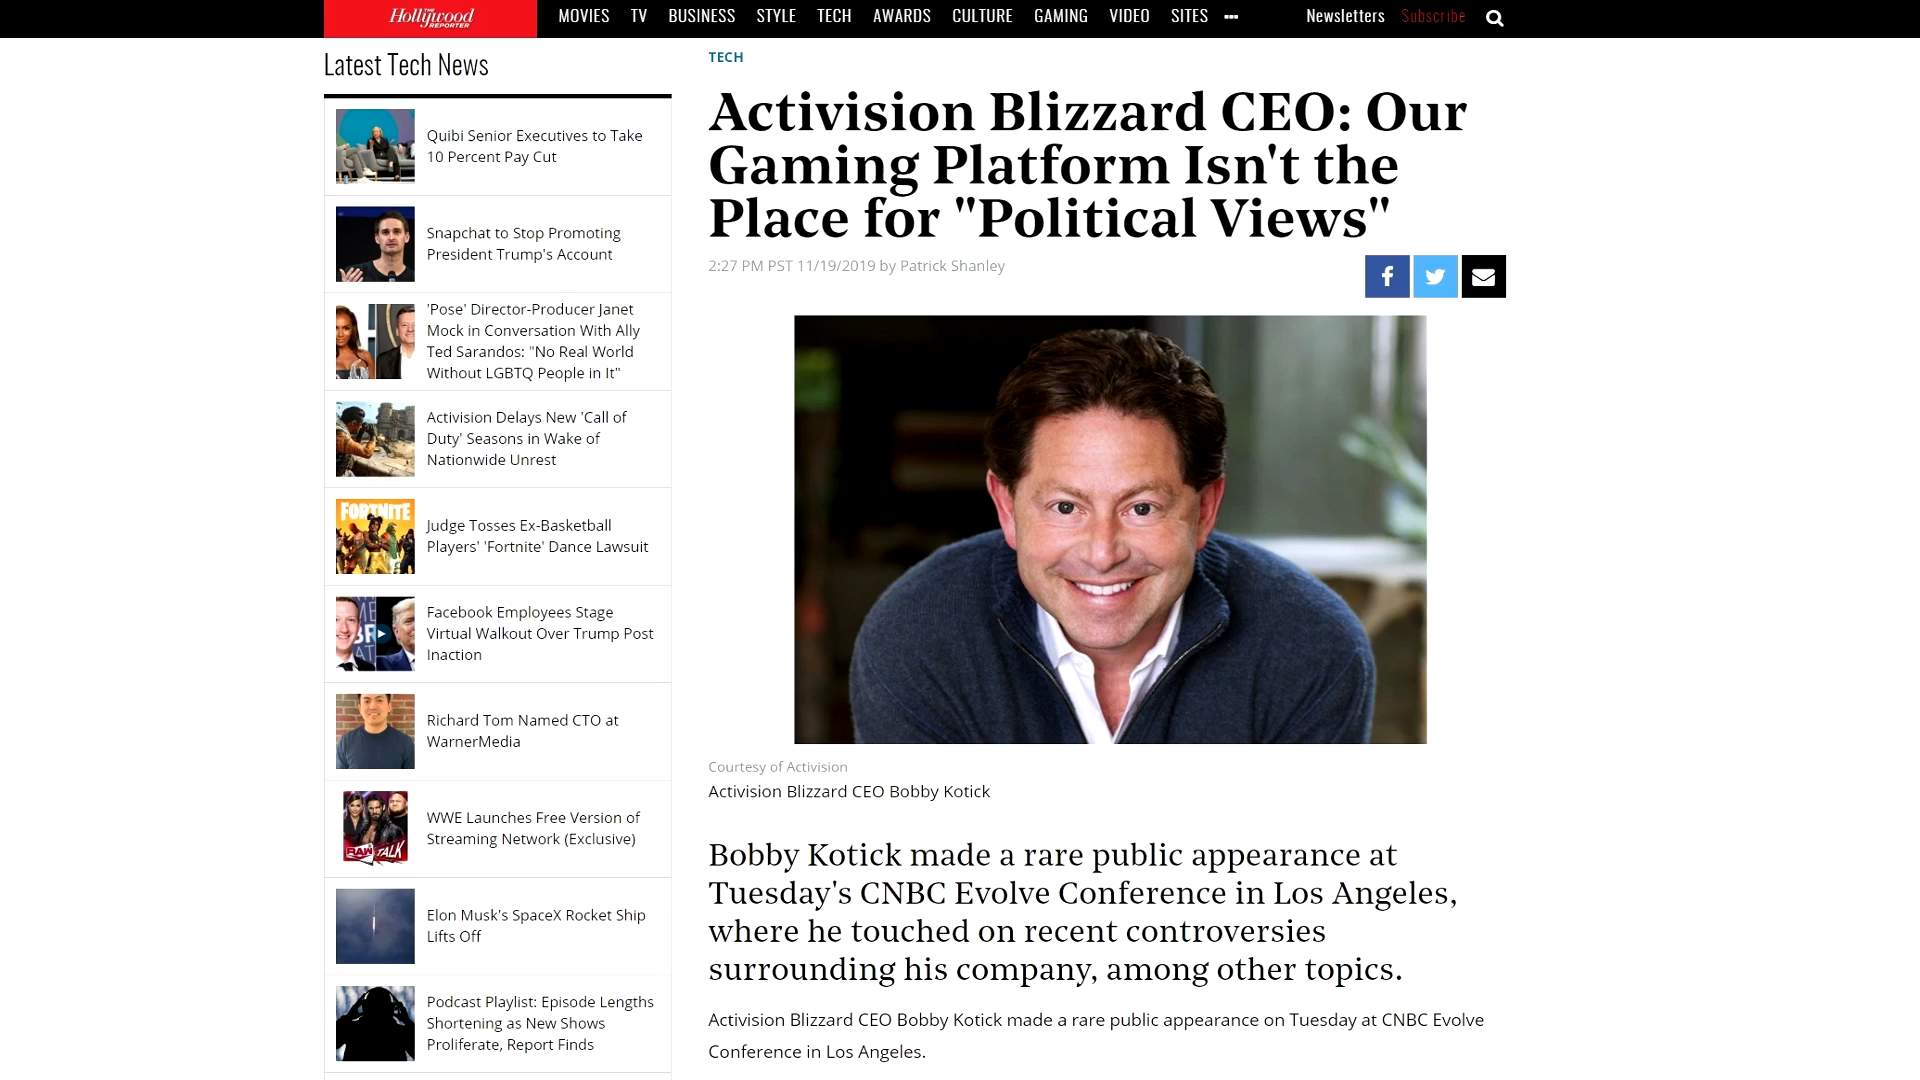 The Hollywood REPORTER
MOVIES TV BUSINESS STYLE TECH AWARDS CULTURE GAMING VIDEO SITES ••• Newsletters Subscribe
Latest Tech News
Quibi Senior Executives to Take
10 Percent Pay Cut
Snapchat to Stop Promoting
President Trump's Account
'Pose' Director-Producer Janet
Mock in Conversation With Ally
Ted Sarandos: "No Real World
Without LGBTQ People in It"
Activision Delays New 'Call of
Duty' Seasons in Wake of
Nationwide Unrest
FORTNITE
Judge Tosses Ex-Basketball
Players' 'Fortnite' Dance Lawsuit
Facebook Employees Stage
Virtual Walkout Over Trump Post
Inaction
Richard Tom Named CTO at
WarnerMedia
RAW TALK
WWE Launches Free Version of
Streaming Network (Exclusive)
Elon Musk's SpaceX Rocket Ship
Lifts Off
Podcast Playlist: Episode Lengths
Shortening as New Shows
Proliferate, Report Finds
TECH
Activision Blizzard CEO: Our
Gaming Platform Isn't the
Place for "Political Views"
2:27 PM PST 11/19/2019 by Patrick Shanley
Courtesy of Activision
Activision Blizzard CEO Bobby Kotick
Bobby Kotick made a rare public appearance at
Tuesday's CNBC Evolve Conference in Los Angeles,
where he touched on recent controversies
surrounding his company, among other topics.
Activision Blizzard CEO Bobby Kotick made a rare public appearance on Tuesday at CNBC Evolve
Conference in Los Angeles.